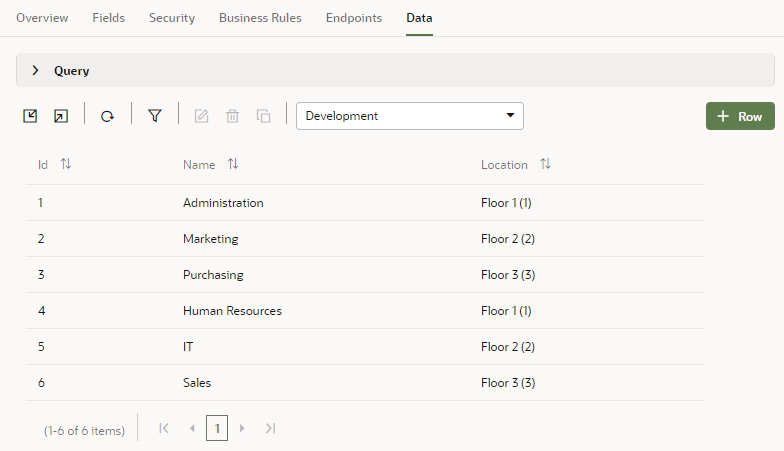 Overview Fields Security Business Rules Endpoints Data
Query
Development + Row
Id Name Location
1 Administration Floor 1 (1)
2 Marketing Floor 2 (2)
3 Purchasing Floor 3 (3)
4 Human Resources Floor 1 (1)
5 IT Floor 2 (2)
6 Sales Floor 3 (3)
(1-6 of 6 items) 1